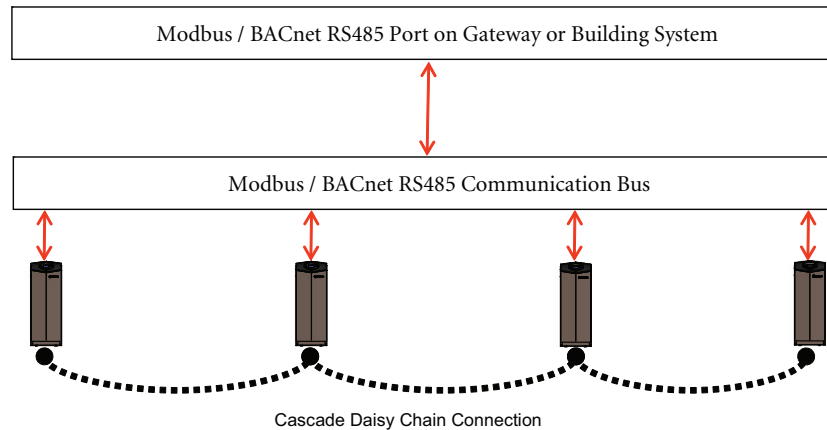 Modbus / BACnet RS485 Port on Gateway or Building System
Modbus / BACnet RS485 Communication Bus
Cascade Daisy Chain Connection